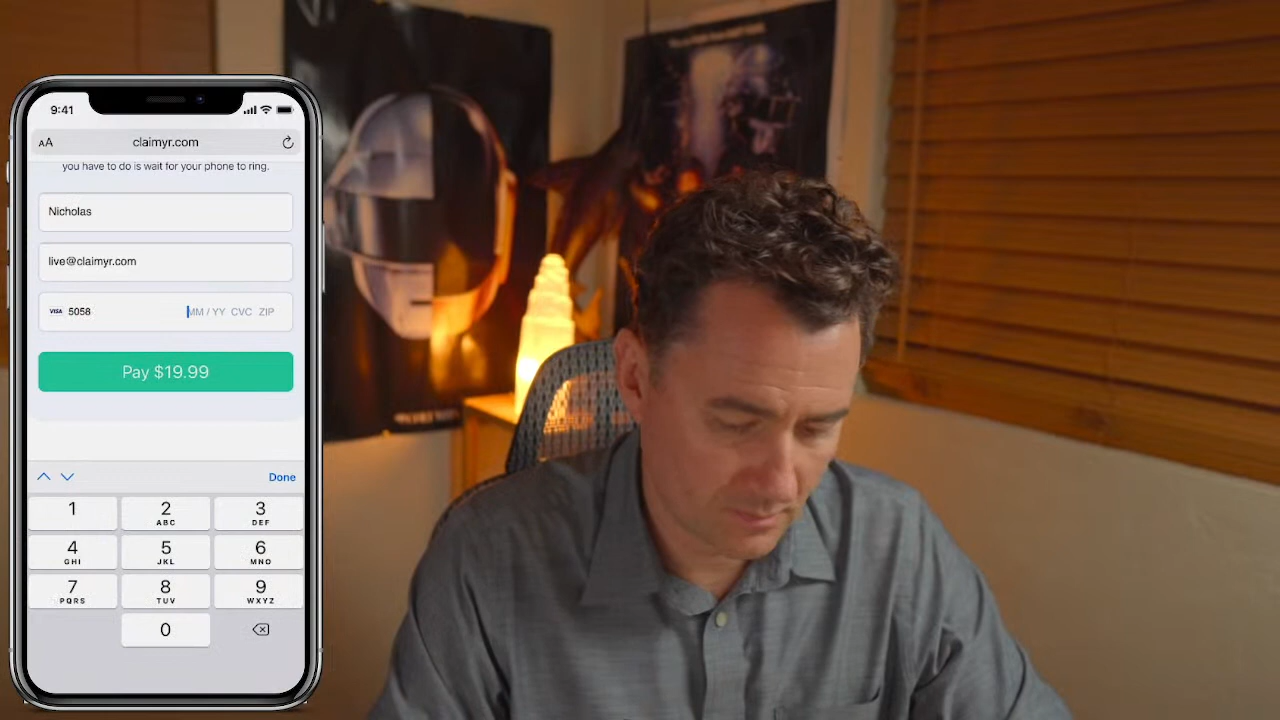 9:41
AA
claimyr.com
you have to do is wait for your phone to ring.
Nicholas
live@claimyr.com
VISA 5058 MM / YY CVC ZIP
Pay $19.99
Done
1 2 ABC 3 DEF
4 GHI 5 JKL 6 MNO
7 PQRS 8 TUV 9 WXYZ
0